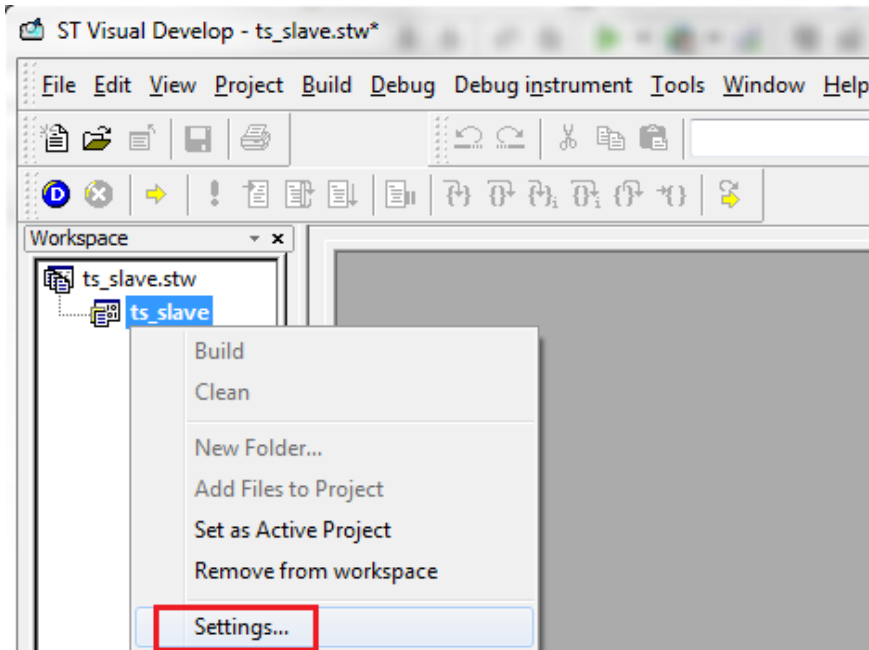 ST Visual Develop - ts_slave.stw*
File Edit View Project Build Debug Debug instrument Tools Window Help
Workspace
ts_slave.stw
ts_slave
Build
Clean
New Folder...
Add Files to Project
Set as Active Project
Remove from workspace
Settings...